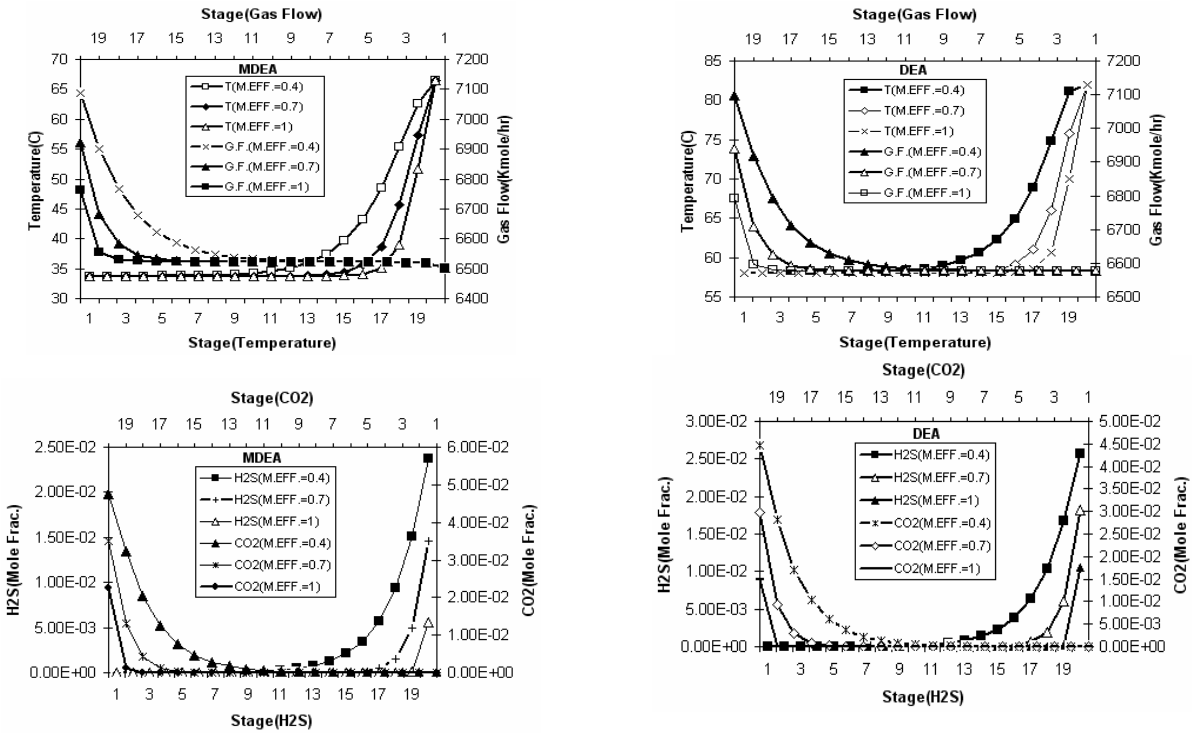 Stage(Gas Flow)
19 17 15 13 11 9 7 5 3 1
70
65
60
55
50
45
40
35
30
Temperature(C)
MDEA
T(M.EFF.=0.4)
T(M.EFF.=0.7)
T(M.EFF.=1)
G.F.(M.EFF.=0.4)
G.F.(M.EFF.=0.7)
G.F.(M.EFF.=1)
7200
7100
7000
6900
6800
6700
6600
6500
6400
Gas Flow(Kmole/hr)
1 3 5 7 9 11 13 15 17 19
Stage(Temperature)
Stage(Gas Flow)
19 17 15 13 11 9 7 5 3 1
85
80
75
70
65
60
55
Temperature(C)
DEA
T(M.EFF.=0.4)
T(M.EFF.=0.7)
T(M.EFF.=1)
G.F.(M.EFF.=0.4)
G.F.(M.EFF.=0.7)
G.F.(M.EFF.=1)
7200
7100
7000
6900
6800
6700
6600
6500
Gas Flow(Kmole/hr)
1 3 5 7 9 11 13 15 17 19
Stage(Temperature)
Stage(CO2)
19 17 15 13 11 9 7 5 3 1
2.50E-02
2.00E-02
1.50E-02
1.00E-02
5.00E-03
0.00E+00
H2S(Mole Frac.)
MDEA
H2S(M.EFF.=0.4)
H2S(M.EFF.=0.7)
H2S(M.EFF.=1)
CO2(M.EFF.=0.4)
CO2(M.EFF.=0.7)
CO2(M.EFF.=1)
6.00E-02
5.00E-02
4.00E-02
3.00E-02
2.00E-02
1.00E-02
0.00E+00
CO2(Mole Frac.)
1 3 5 7 9 11 13 15 17 19
Stage(H2S)
Stage(CO2)
19 17 15 13 11 9 7 5 3 1
3.00E-02
2.50E-02
2.00E-02
1.50E-02
1.00E-02
5.00E-03
0.00E+00
H2S(Mole Frac.)
DEA
H2S(M.EFF.=0.4)
H2S(M.EFF.=0.7)
H2S(M.EFF.=1)
CO2(M.EFF.=0.4)
CO2(M.EFF.=0.7)
CO2(M.EFF.=1)
5.00E-02
4.50E-02
4.00E-02
3.50E-02
3.00E-02
2.50E-02
2.00E-02
1.50E-02
1.00E-02
5.00E-03
0.00E+00
CO2(Mole Frac.)
1 3 5 7 9 11 13 15 17 19
Stage(H2S)